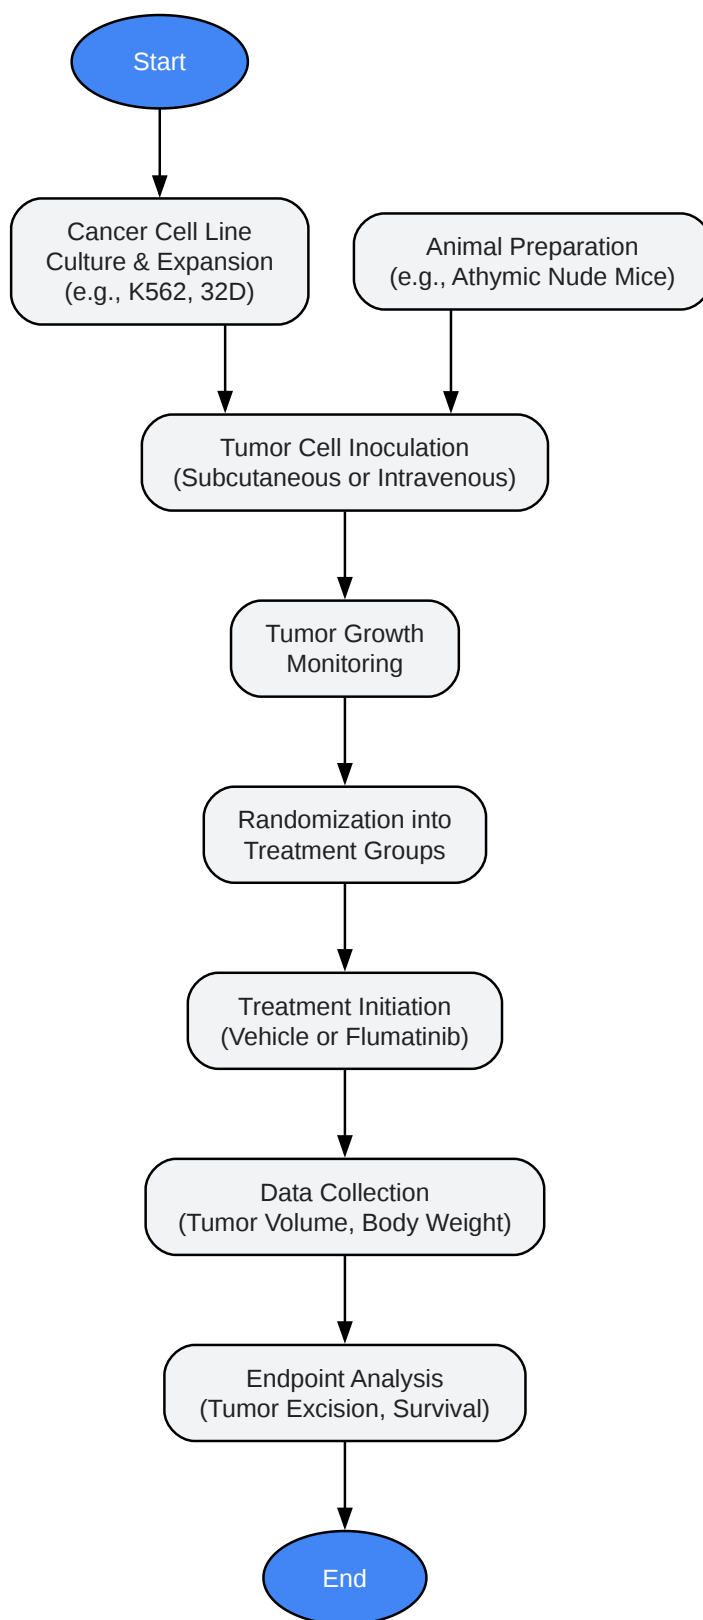 Start
Cancer Cell Line
Culture & Expansion
(e.g., K562, 32D)
Animal Preparation
(e.g., Athymic Nude Mice)
Tumor Cell Inoculation
(Subcutaneous or Intravenous)
Tumor Growth
Monitoring
Randomization into
Treatment Groups
Treatment Initiation
(Vehicle or Flumatinib)
Data Collection
(Tumor Volume, Body Weight)
Endpoint Analysis
(Tumor Excision, Survival)
End